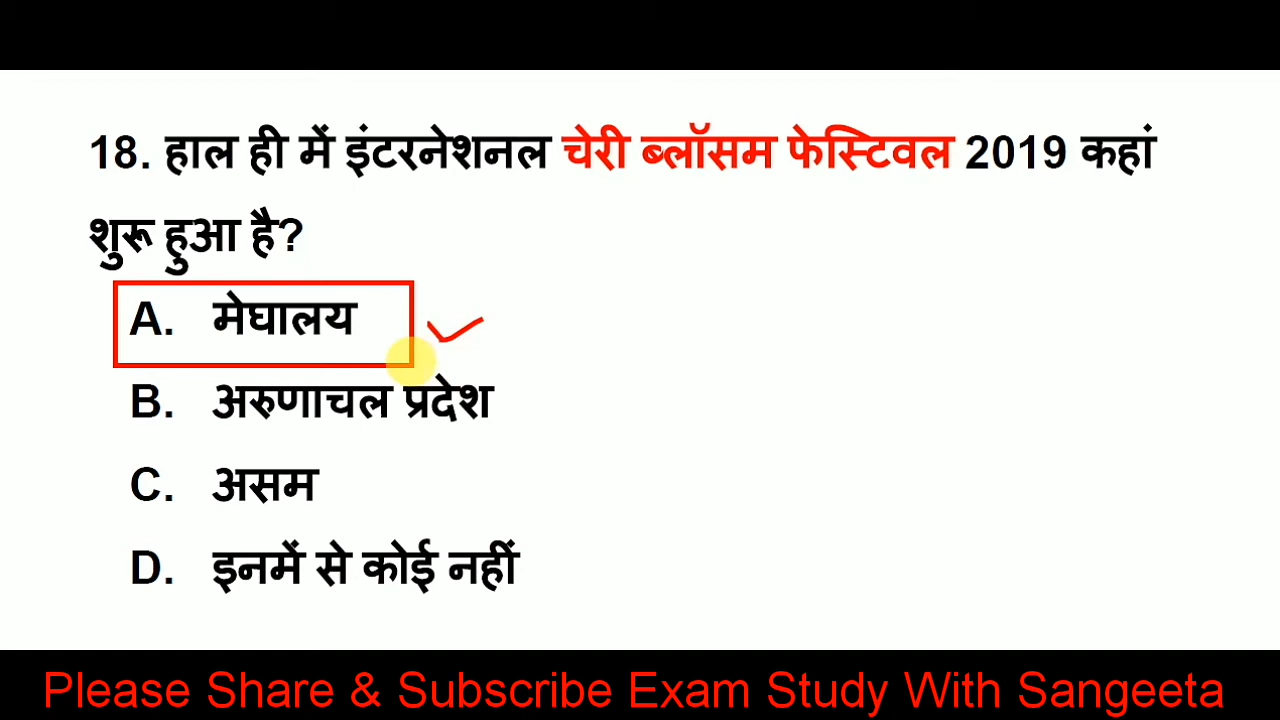 18. हाल ही में इंटरनेशनल चेरी ब्लॉसम फेस्टिवल 2019 कहां
शुरू हुआ है?
A. मेघालय
B. अरुणाचल प्रदेश
C. असम
D. इनमें से कोई नहीं
Please Share & Subscribe Exam Study With Sangeeta